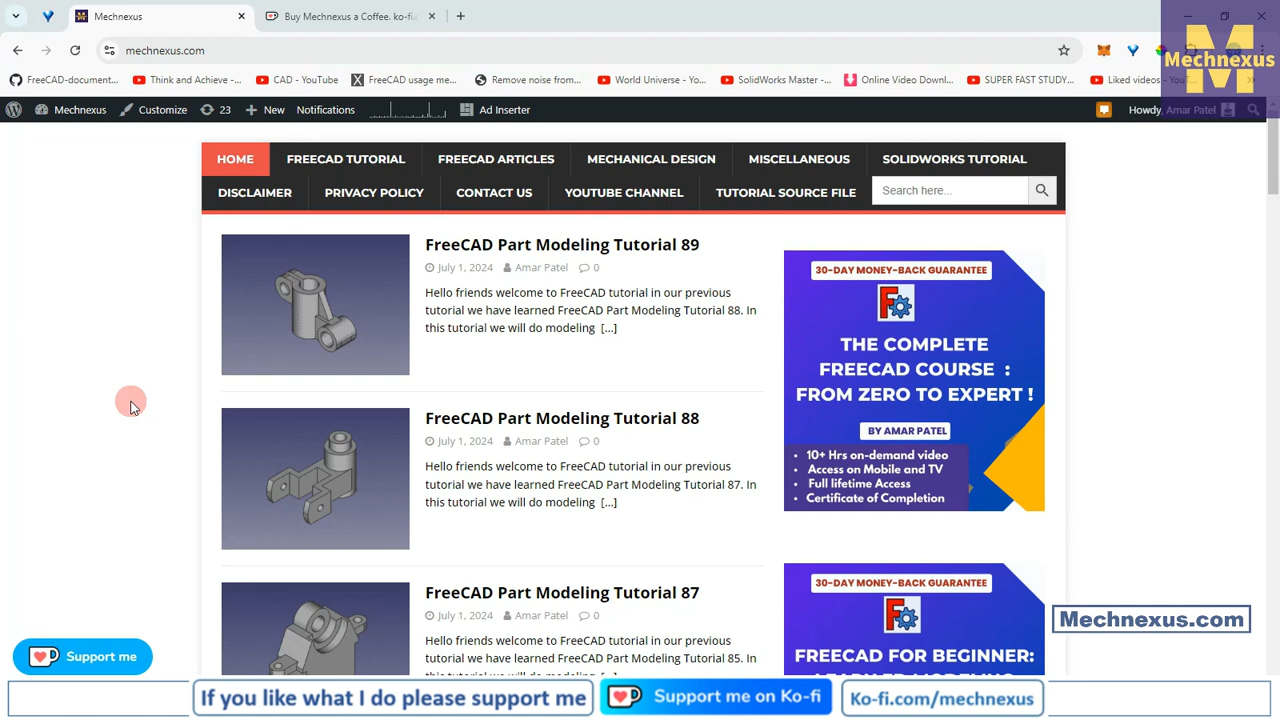 Mechnexus
Buy Mechnexus a Coffee. ko-fi.c
mechnexus.com
FreeCAD-document...
Think and Achieve -...
CAD - YouTube
FreeCAD usage me...
Remove noise from...
World Universe - Yo...
SolidWorks Master -...
Online Video Downl...
SUPER FAST STUDY...
Liked videos - YouT...
M
Mechnexus
Mechnexus
Customize
23
New
Notifications
Ad Inserter
Howdy, Amar Patel
HOME
FREECAD TUTORIAL
FREECAD ARTICLES
MECHANICAL DESIGN
MISCELLANEOUS
SOLIDWORKS TUTORIAL
DISCLAIMER
PRIVACY POLICY
CONTACT US
YOUTUBE CHANNEL
TUTORIAL SOURCE FILE
Search here...
FreeCAD Part Modeling Tutorial 89
July 1, 2024 Amar Patel 0
Hello friends welcome to FreeCAD tutorial in our previous
tutorial we have learned FreeCAD Part Modeling Tutorial 88. In
this tutorial we will do modeling [...]
FreeCAD Part Modeling Tutorial 88
July 1, 2024 Amar Patel 0
Hello friends welcome to FreeCAD tutorial in our previous
tutorial we have learned FreeCAD Part Modeling Tutorial 87. In
this tutorial we will do modeling [...]
FreeCAD Part Modeling Tutorial 87
July 1, 2024 Amar Patel 0
Hello friends welcome to FreeCAD tutorial in our previous
tutorial we have learned FreeCAD Part Modeling Tutorial 85. In
30-DAY MONEY-BACK GUARANTEE
THE COMPLETE
FREECAD COURSE :
FROM ZERO TO EXPERT !
BY AMAR PATEL
• 10+ Hrs on-demand video
• Access on Mobile and TV
• Full lifetime Access
• Certificate of Completion
30-DAY MONEY-BACK GUARANTEE
FREECAD FOR BEGINNER:
Mechnexus.com
Support me
If you like what I do please support me
Support me on Ko-fi
Ko-fi.com/mechnexus